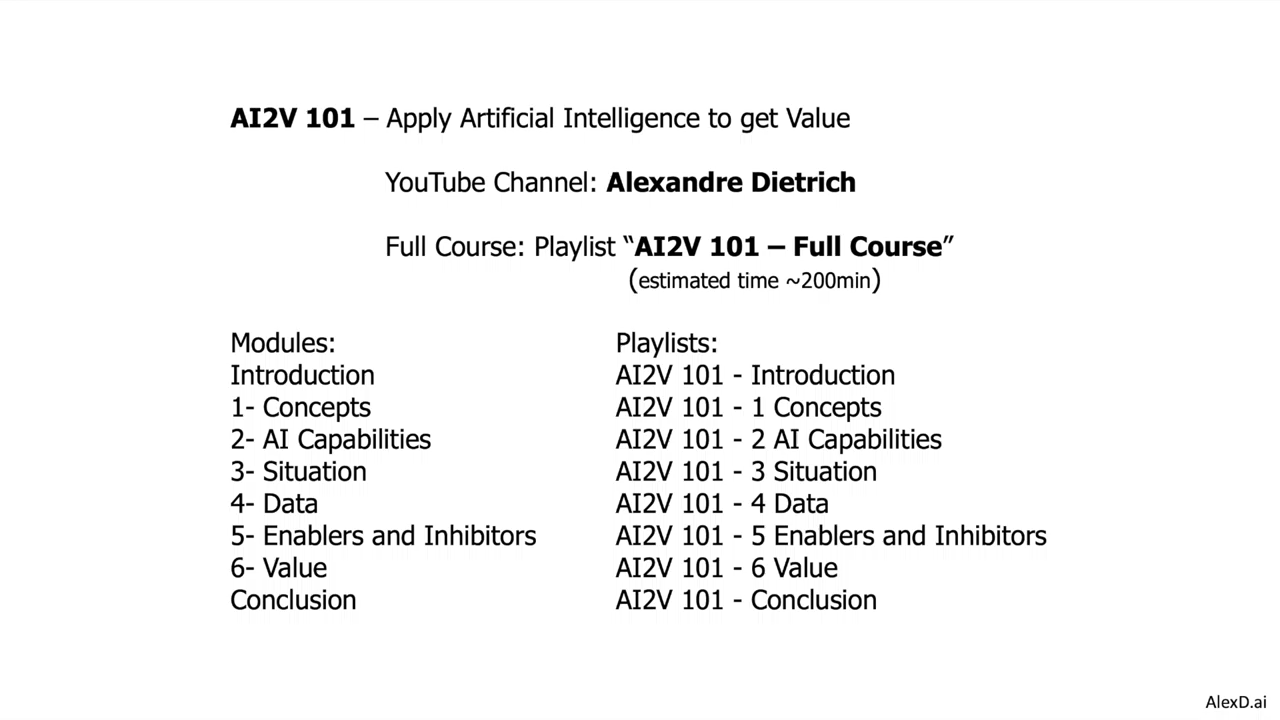 AI2V 101 – Apply Artificial Intelligence to get Value
YouTube Channel: Alexandre Dietrich
Full Course: Playlist “AI2V 101 – Full Course”
(estimated time ~200min)
Modules:
Introduction
1- Concepts
2- AI Capabilities
3- Situation
4- Data
5- Enablers and Inhibitors
6- Value
Conclusion
Playlists:
AI2V 101 - Introduction
AI2V 101 - 1 Concepts
AI2V 101 - 2 AI Capabilities
AI2V 101 - 3 Situation
AI2V 101 - 4 Data
AI2V 101 - 5 Enablers and Inhibitors
AI2V 101 - 6 Value
AI2V 101 - Conclusion
AlexD.ai